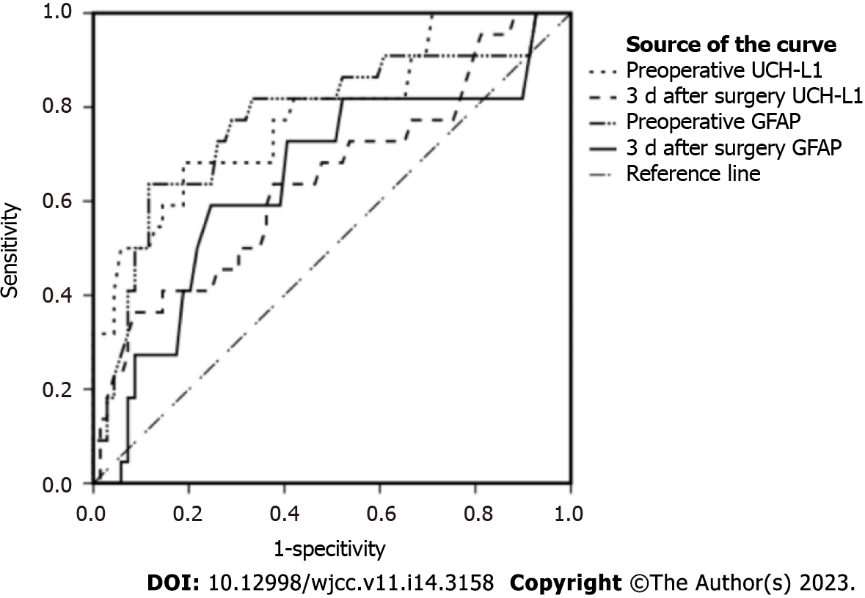 1.0
0.8
0.6
0.4
0.2
0.0
Sensitivity
0.0 0.2 0.4 0.6 0.8 1.0
1-specitivity
Source of the curve
Preoperative UCH-L1
3 d after surgery UCH-L1
Preoperative GFAP
3 d after surgery GFAP
Reference line
DOI: 10.12998/wjcc.v11.i14.3158 Copyright ©The Author(s) 2023.